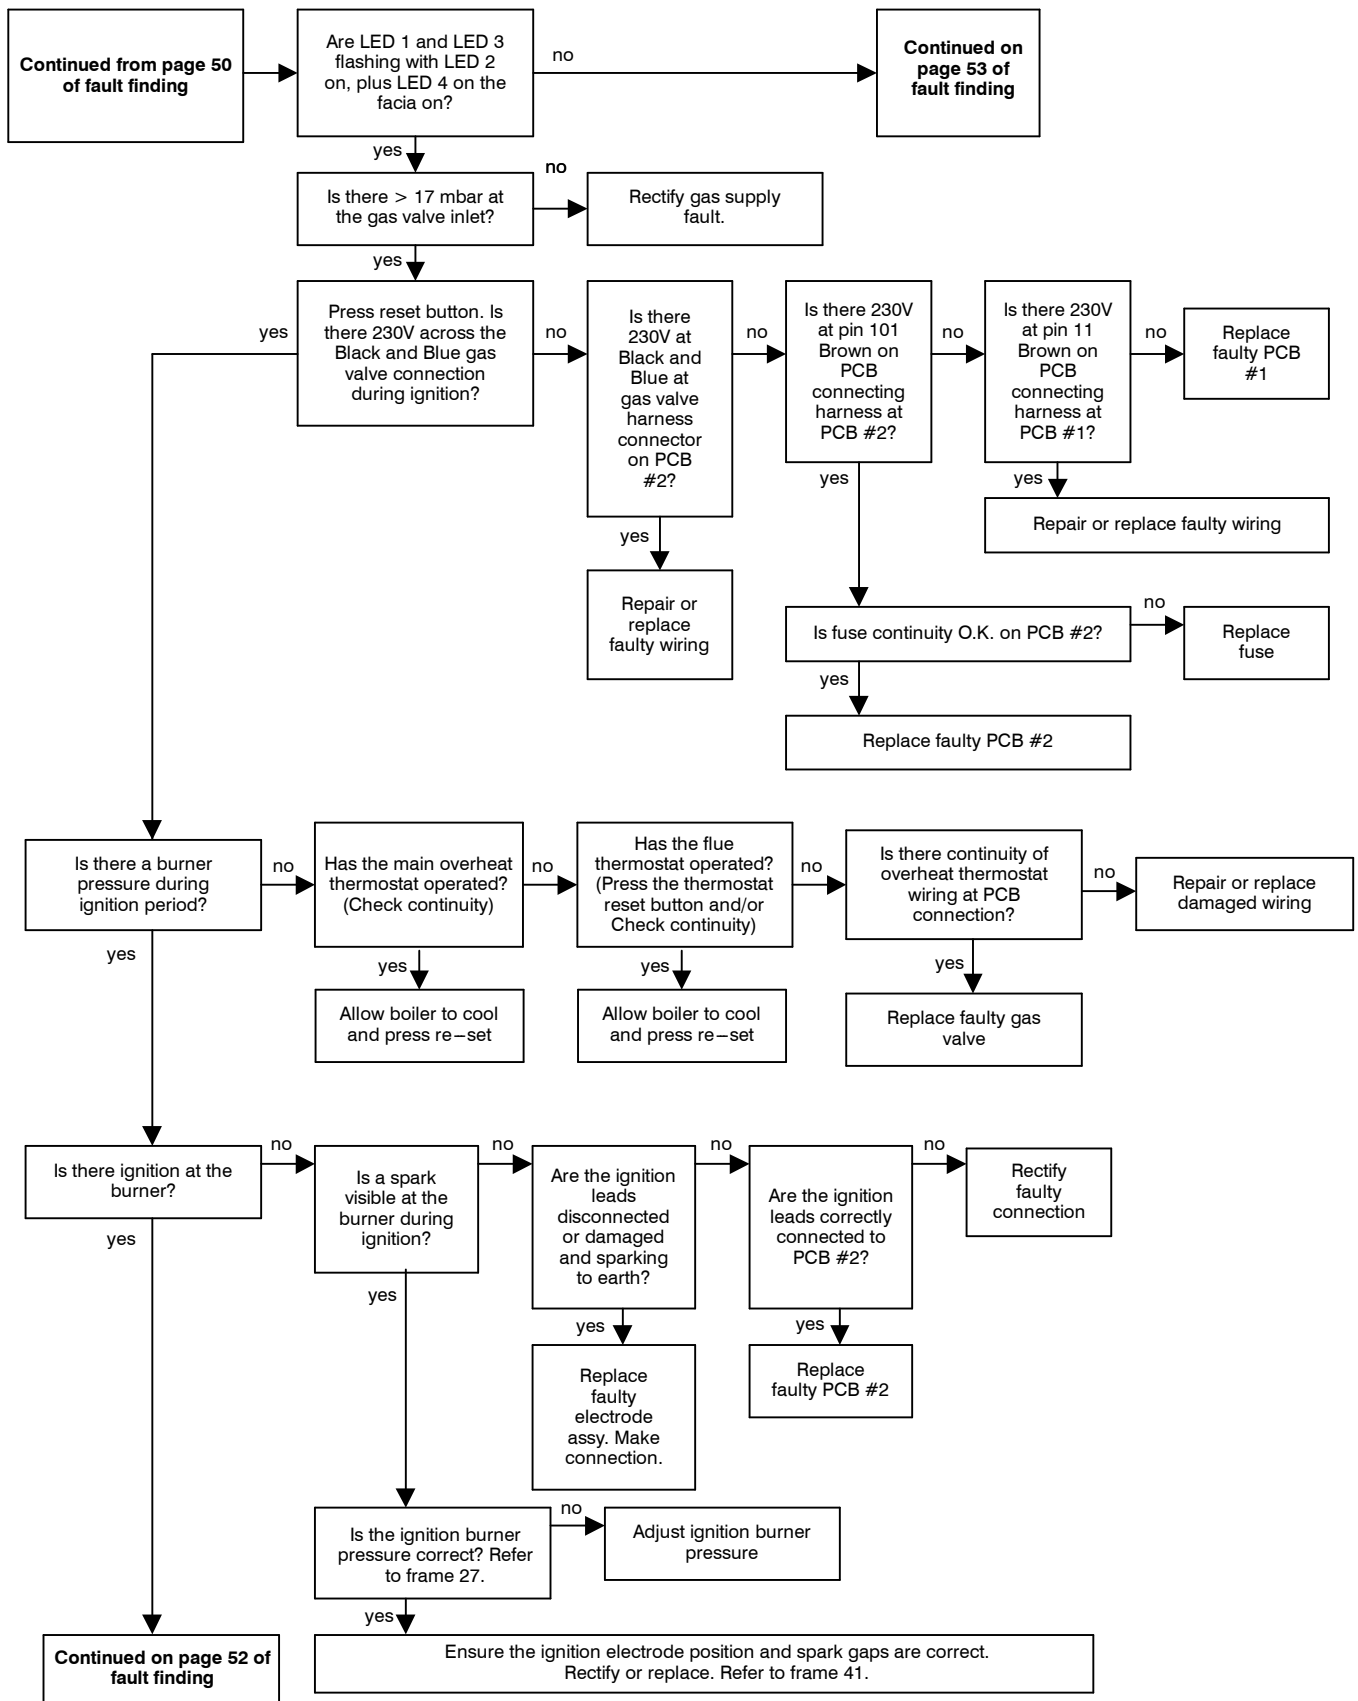 Continued from page 50
of fault finding
Are LED 1 and LED 3
flashing with LED 2
on, plus LED 4 on the
facia on?
no
Continued on
page 53 of
fault finding
yes
Is there > 17 mbar at
the gas valve inlet?
no
Rectify gas supply
fault.
yes
Press reset button. Is
there 230V across the
Black and Blue gas
valve connection
during ignition?
yes
no
Is there
230V at
Black and
Blue at
gas valve
harness
connector
on PCB
#2?
no
Is there 230V
at pin 101
Brown on
PCB
connecting
harness at
PCB #2?
no
Is there 230V
at pin 11
Brown on
PCB
connecting
harness at
PCB #1?
no
Replace
faulty PCB
#1
yes
Repair or replace faulty wiring
yes
yes
Repair or
replace
faulty wiring
Is fuse continuity O.K. on PCB #2?
no
Replace
fuse
yes
Replace faulty PCB #2
Is there a burner
pressure during
ignition period?
no
Has the main overheat
thermostat operated?
(Check continuity)
no
Has the flue
thermostat operated?
(Press the thermostat
reset button and/or
Check continuity)
no
Is there continuity of
overheat thermostat
wiring at PCB
connection?
no
Repair or replace
damaged wiring
yes
yes
yes
yes
Allow boiler to cool
and press re−set
Allow boiler to cool
and press re−set
Replace faulty gas
valve
Is there ignition at the
burner?
no
Is a spark
visible at the
burner during
ignition?
no
Are the ignition
leads
disconnected
or damaged
and sparking
to earth?
no
Are the ignition
leads correctly
connected to
PCB #2?
no
Rectify
faulty
connection
yes
yes
yes
yes
Replace
faulty
electrode
assy. Make
connection.
Replace
faulty PCB #2
Is the ignition burner
pressure correct? Refer
to frame 27.
no
Adjust ignition burner
pressure
yes
Continued on page 52 of
fault finding
Ensure the ignition electrode position and spark gaps are correct.
Rectify or replace. Refer to frame 41.